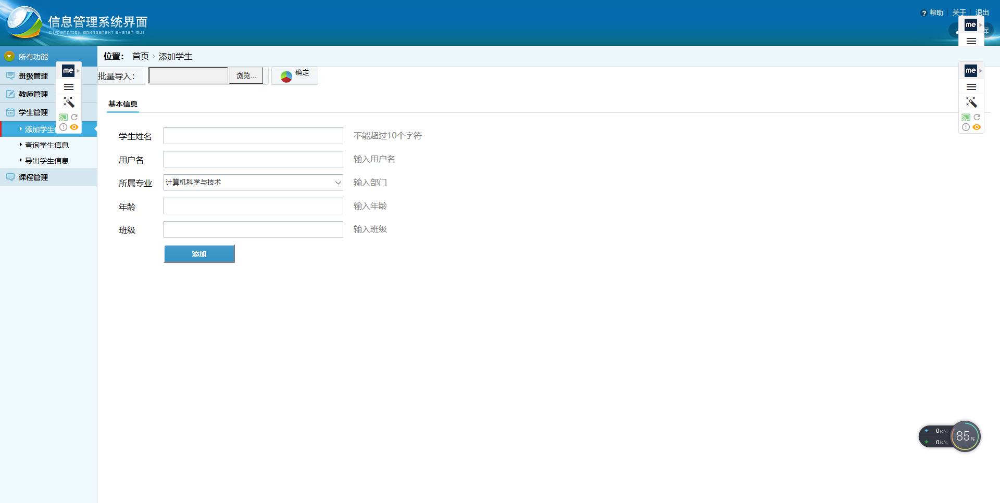 信息管理系统界面
INFORMATION MANAGEMENT SYSTEM GUI
帮助
关于
退出
me
辉
所有功能
位置：
首页 › 添加学生
班级管理
教师管理
学生管理
添加学生
查询学生信息
导出学生信息
课程管理
me
me
批量导入：
浏览...
确定
基本信息
学生姓名
不能超过10个字符
用户名
输入用户名
所属专业
计算机科学与技术
输入部门
年龄
输入年龄
班级
输入班级
添加
0K/s
0K/s
85%